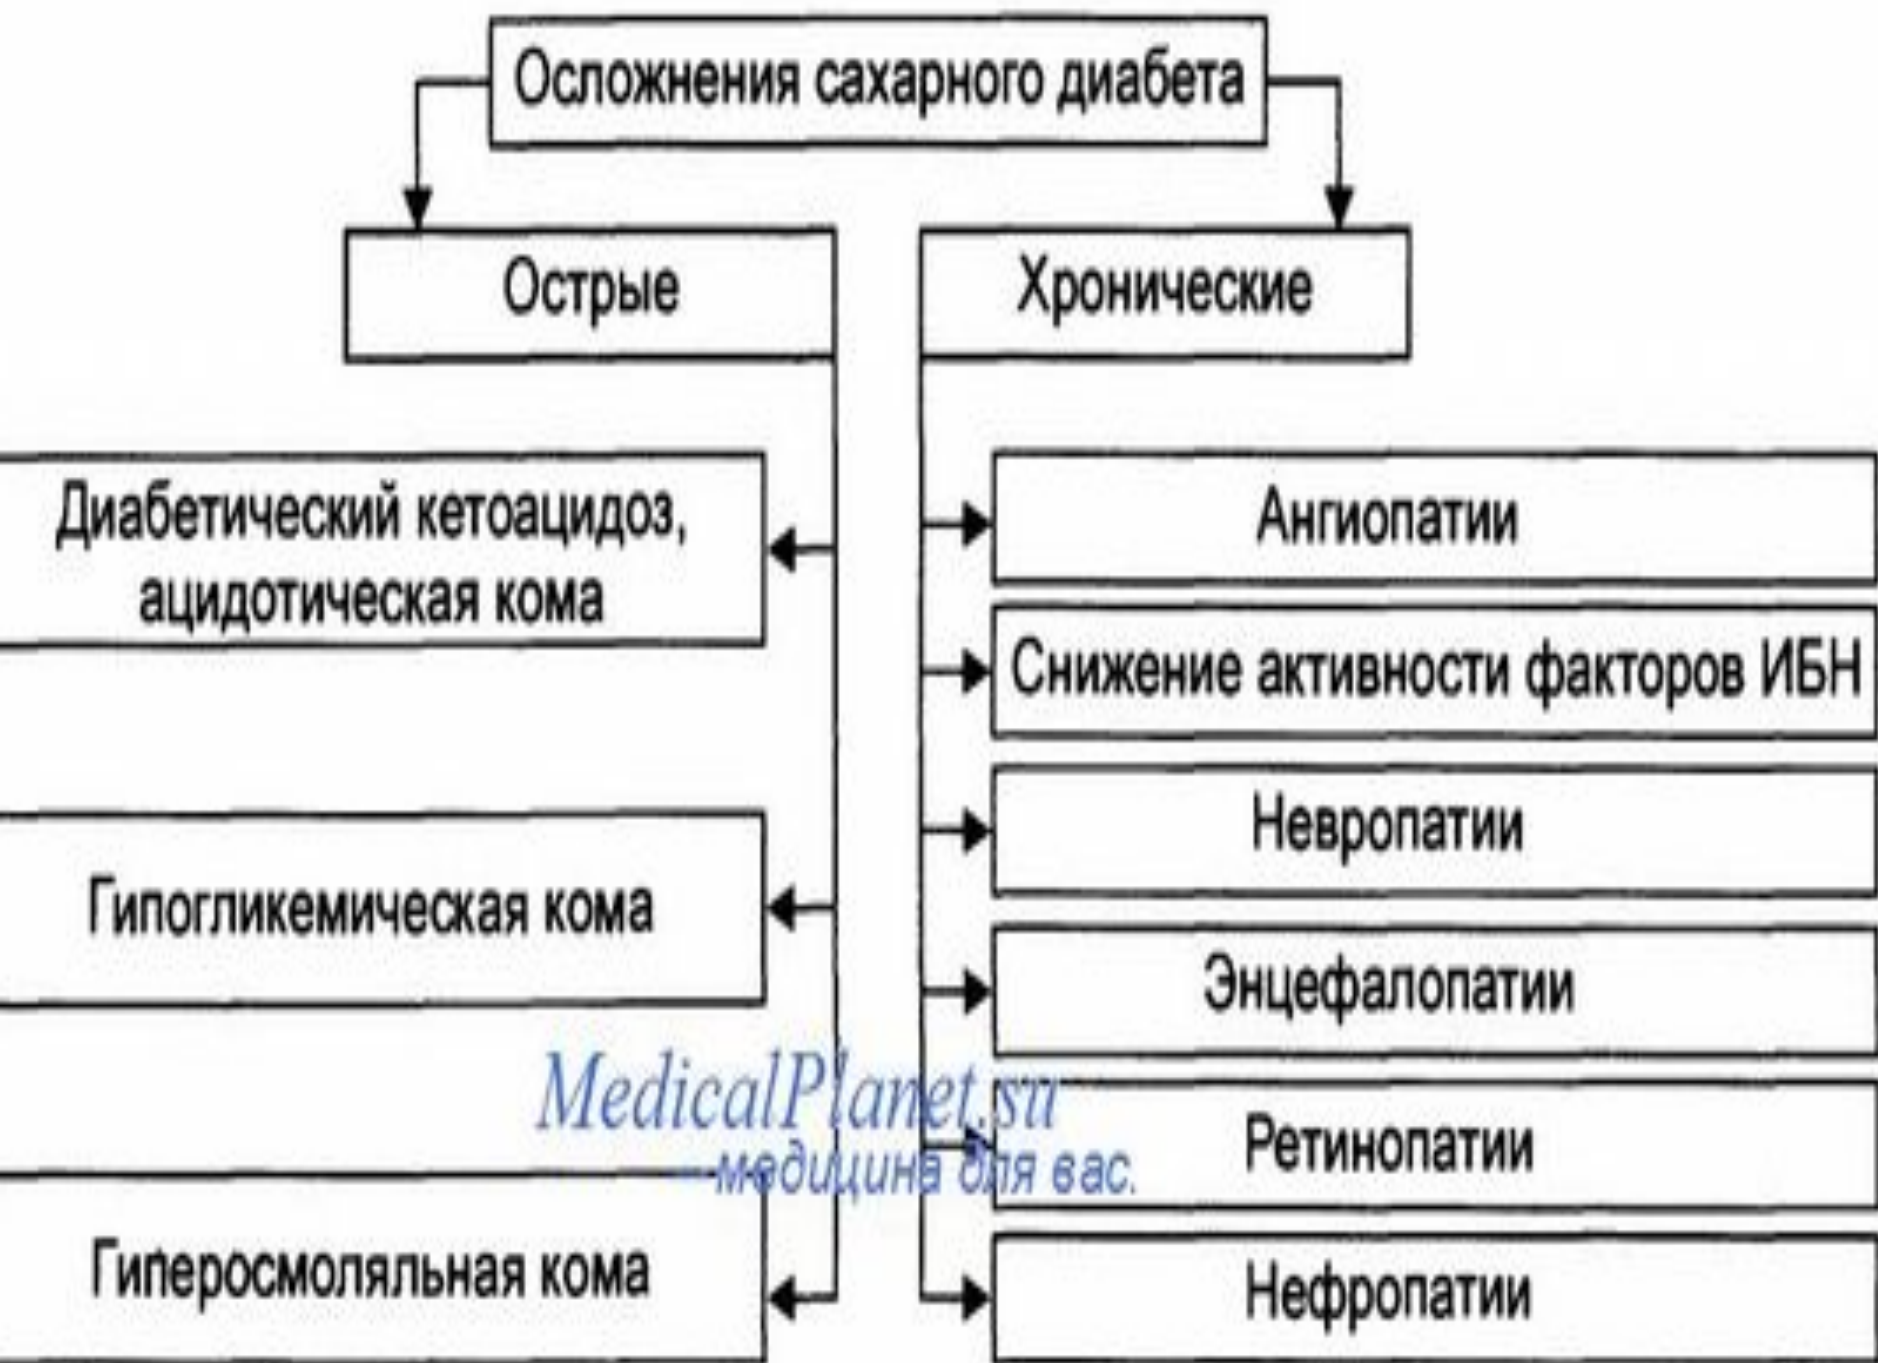 Осложнения сахарного диабета
Острые
Хронические
Диабетический кетоацидоз,
ацидотическая кома
Гипогликемическая кома
Гиперосмоляльная кома
Ангиопатии
Снижение активности факторов ИБН
Невропатии
Энцефалопатии
Ретинопатии
Нефропатии
MedicalPlanet.su
—медицина для вас.